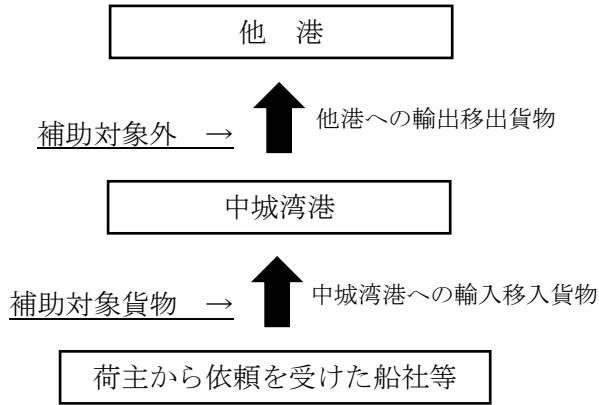 他　港
補助対象外　→
他港への輸出移出貨物
中城湾港
補助対象貨物　→
中城湾港への輸入移入貨物
荷主から依頼を受けた船社等